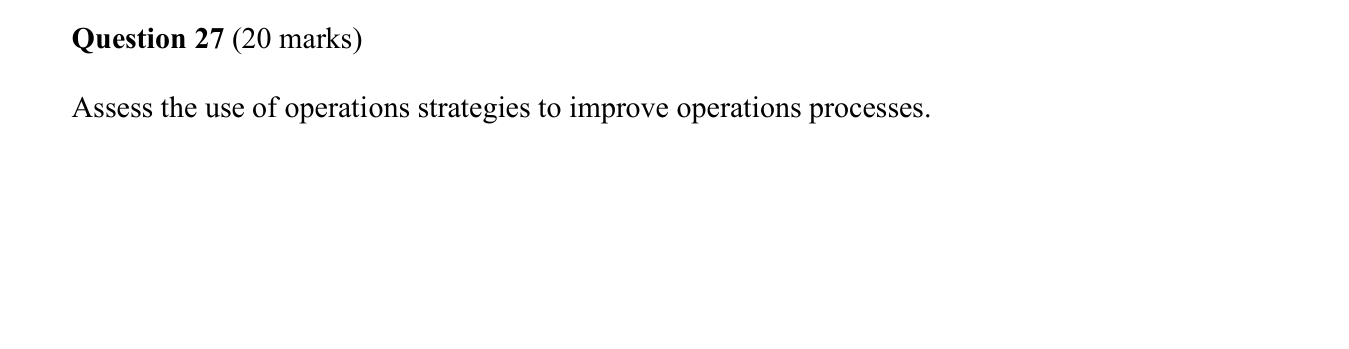 Question 27 (20 marks)
Assess the use of operations strategies to improve operations processes.